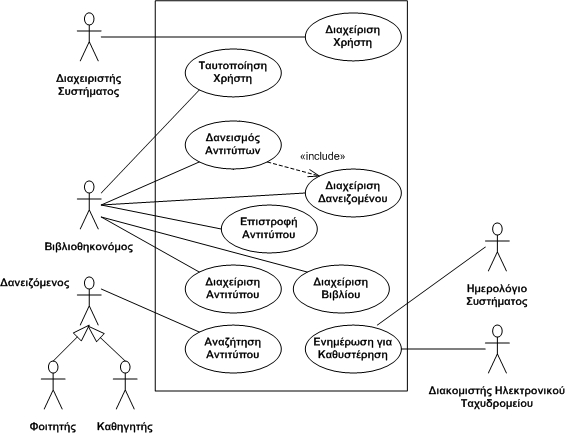 Διαχείριση
Χρήστη
Διαχειριστής
Συστήματος
Ταυτοποίηση
Χρήστη
Δανεισμός
Αντιτύπων
«include»
Διαχείριση
Δανειζομένου
Επιστροφή
Αντιτύπου
Βιβλιοθηκονόμος
Διαχείριση
Αντιτύπου
Διαχείριση
Βιβλίου
Ημερολόγιο
Συστήματος
Δανειζόμενος
Αναζήτηση
Αντιτύπου
Ενημέρωση για
Καθυστέρηση
Διακομιστής Ηλεκτρονικού
Ταχυδρομείου
Φοιτητής
Καθηγητής